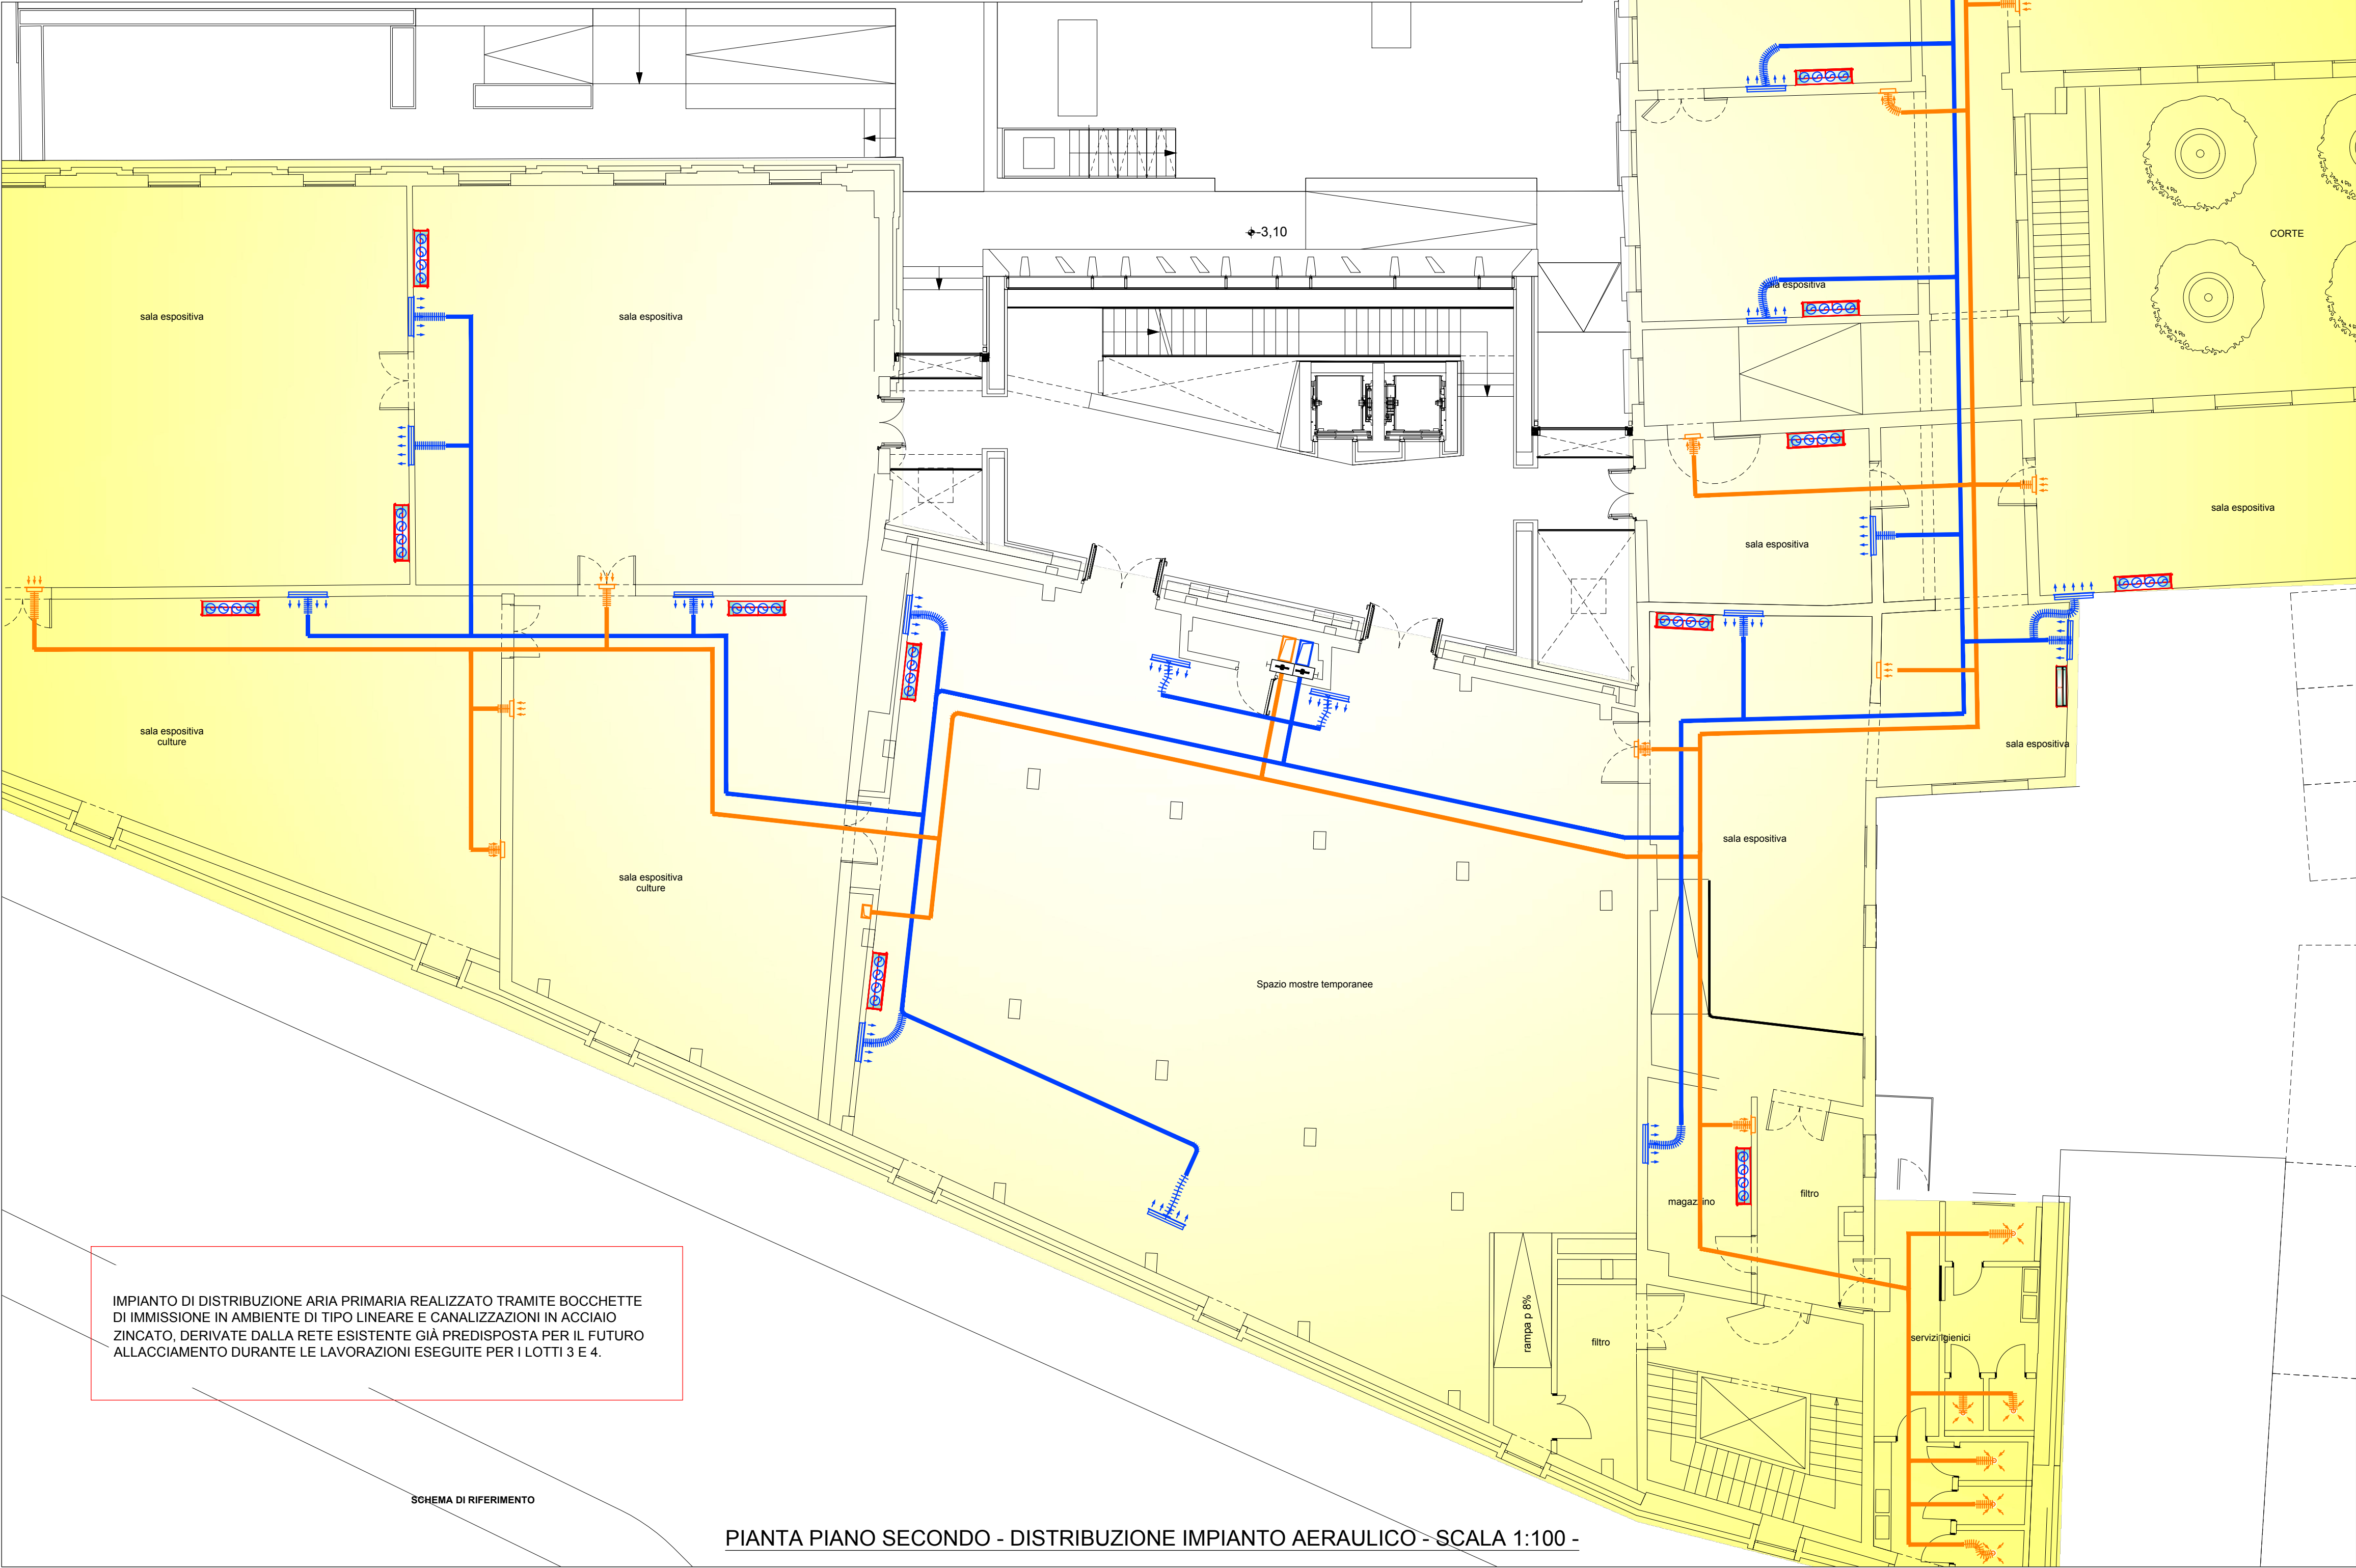 -3,10
CORTE
sala espositiva
sala espositiva
sala espositiva
sala espositiva
sala espositiva
sala espositiva
culture
sala espositiva
sala espositiva
sala espositiva
culture
Spazio mostre temporanee
magazzino
filtro
rampa p 8%
filtro
servizi igienici
IMPIANTO DI DISTRIBUZIONE ARIA PRIMARIA REALIZZATO TRAMITE BOCCHETTE
DI IMMISSIONE IN AMBIENTE DI TIPO LINEARE E CANALIZZAZIONI IN ACCIAIO
ZINCATO, DERIVATE DALLA RETE ESISTENTE GIÀ PREDISPOSTA PER IL FUTURO
ALLACCIAMENTO DURANTE LE LAVORAZIONI ESEGUITE PER I LOTTI 3 E 4.
SCHEMA DI RIFERIMENTO
PIANTA PIANO SECONDO - DISTRIBUZIONE IMPIANTO AERAULICO - SCALA 1:100 -